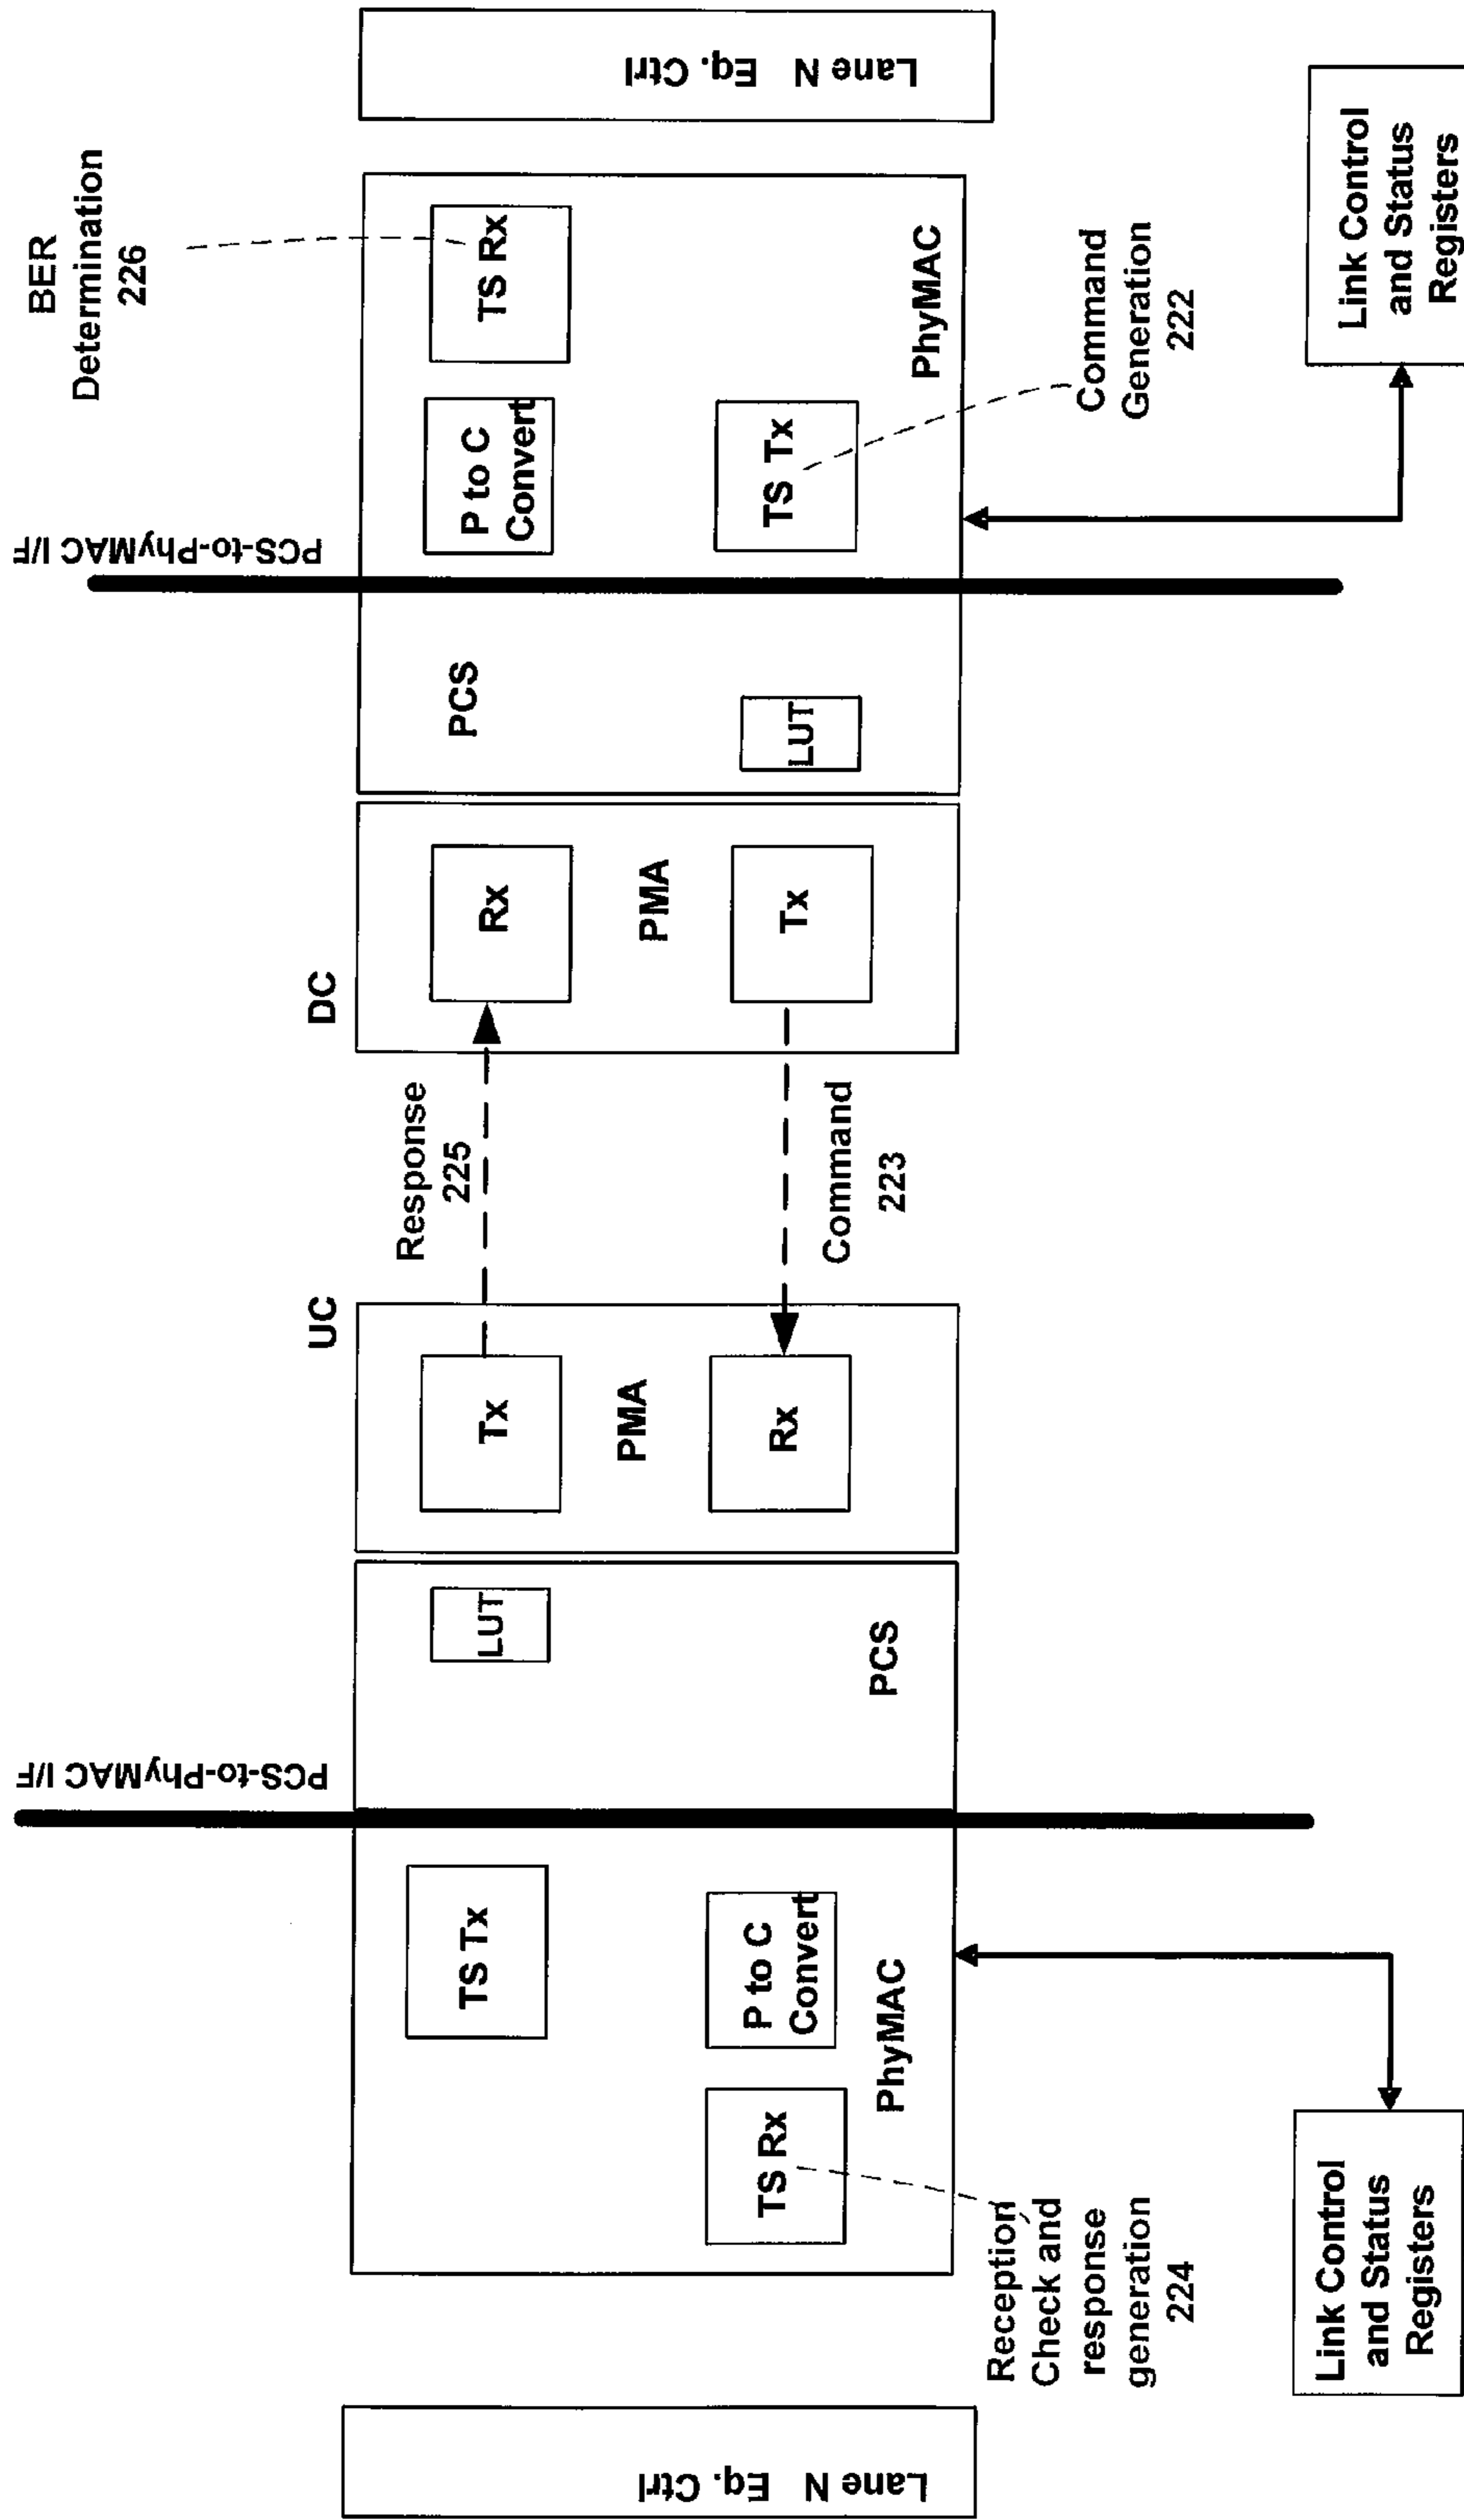 PCS-to-PhyMAC I/F
PCS-to-PhyMAC I/F
BER
Determination
226
UC
DC
Lane N Eq. Ctrl
TS Tx
LUT
Tx
Response
225
Rx
PCS
P to C
Convert
TS Rx
Lane N Eq. Ctrl
PMA
PMA
TS Rx
P to C
Convert
PhyMAC
PCS
Rx
Command
223
Tx
LUT
TS Tx
PhyMAC
Reception
Check and
response
generation
224
Command
Generation
222
Link Control
and Status
Registers
Link Control
and Status
Registers